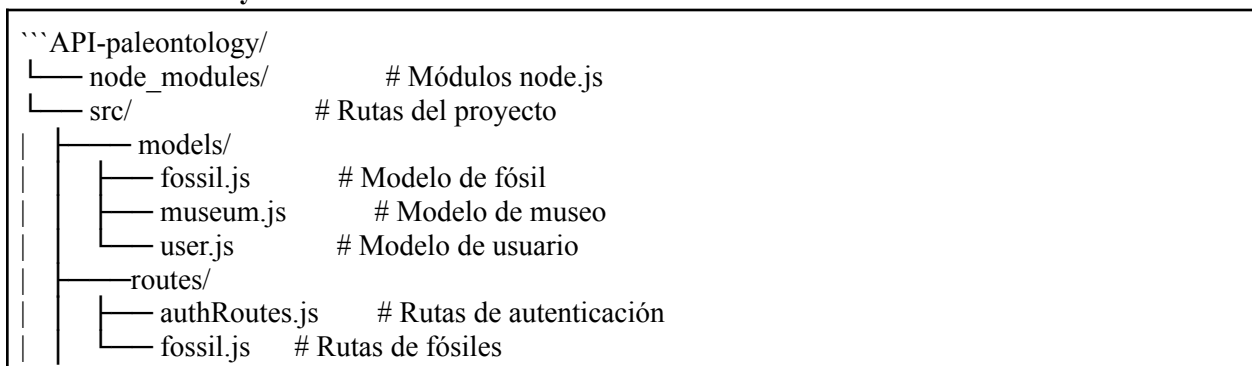 ```API-paleontology/
└── node_modules/ # Módulos node.js
└── src/ # Rutas del proyecto
│ ├── models/
│ │ ├── fossil.js # Modelo de fósil
│ │ ├── museum.js # Modelo de museo
│ │ └── user.js # Modelo de usuario
│ ├──routes/
│ │ ├── authRoutes.js # Rutas de autenticación
│ │ └── fossil.js # Rutas de fósiles